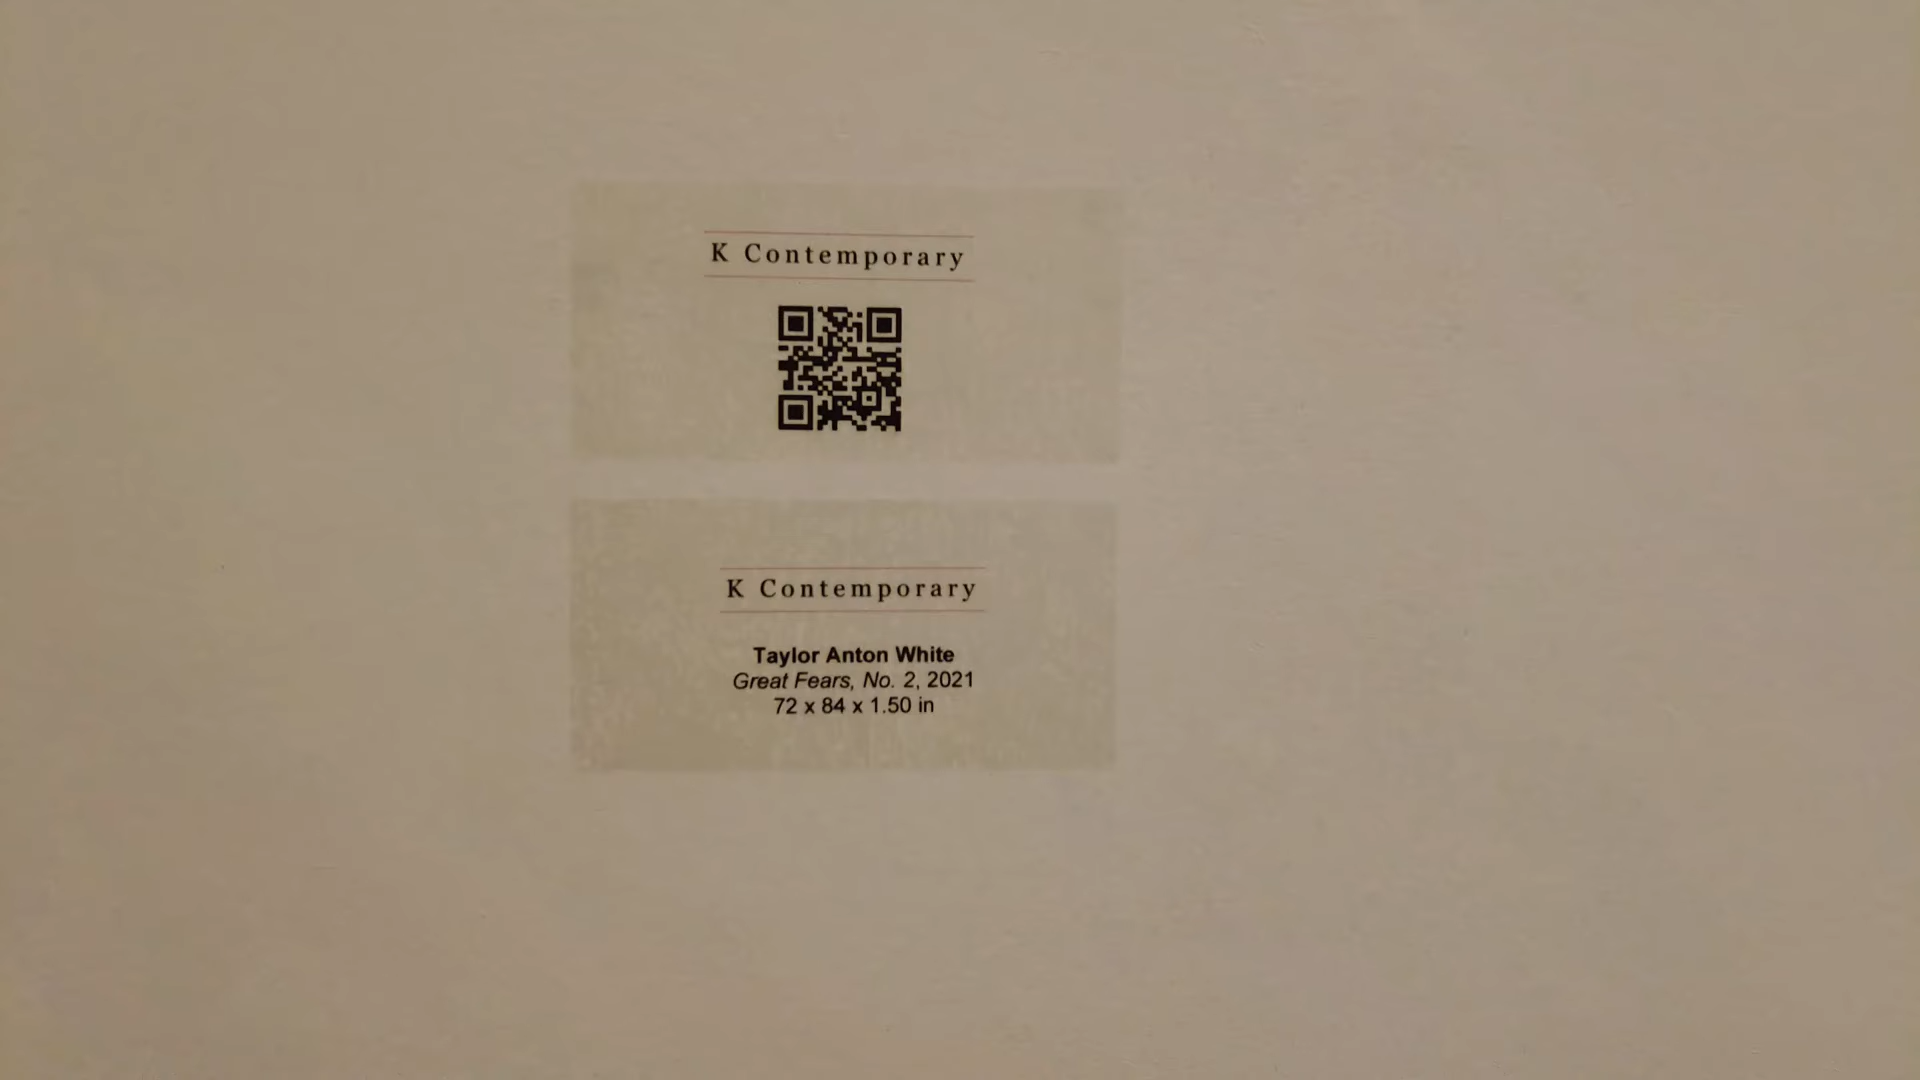 K Contemporary
K Contemporary
Taylor Anton White
Great Fears, No. 2, 2021
72 x 84 x 1.50 in